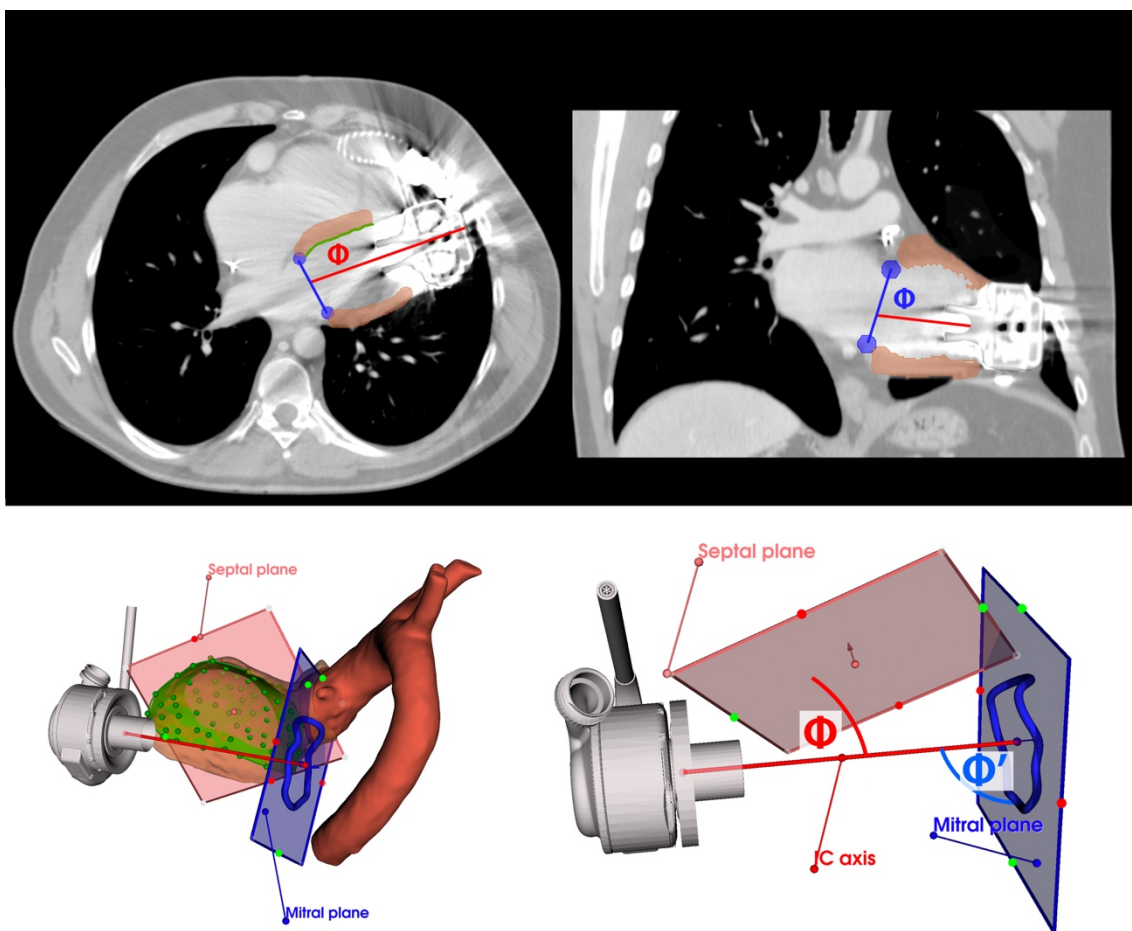 Φ
Φ
Septal plane
Mitral plane
Septal plane
Φ
Φ'
Mitral plane
IC axis